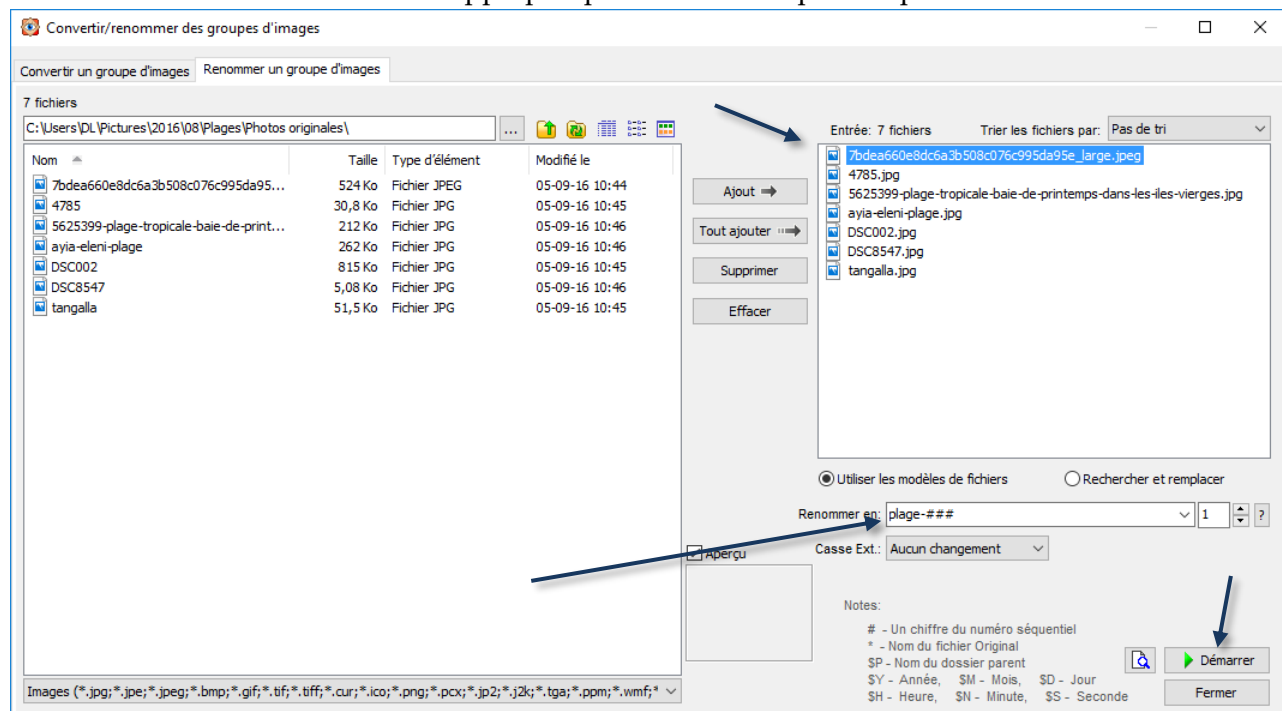 Convertir/renommer des groupes d'images
Convertir un groupe d'images Renommer un groupe d'images
7 fichiers
C:\Users\DL\Pictures\2016\08\Plages\Photos originales\ ...
Nom Taille Type d'élément Modifié le
7bdea660e8dc6a3b508c076c995da95... 524 Ko Fichier JPEG 05-09-16 10:44
4785 30,8 Ko Fichier JPG 05-09-16 10:45
5625399-plage-tropicale-baie-de-print... 212 Ko Fichier JPG 05-09-16 10:46
ayia-eleni-plage 262 Ko Fichier JPG 05-09-16 10:46
DSC002 815 Ko Fichier JPG 05-09-16 10:45
DSC8547 5,08 Ko Fichier JPG 05-09-16 10:46
tangalla 51,5 Ko Fichier JPG 05-09-16 10:45
Images (*.jpg;*.jpe;*.jpeg;*.bmp;*.gif;*.tif;*.tiff;*.cur;*.ico;*.png;*.pcx;*.jp2;*.j2k;*.tga;*.ppm;*.wmf;*
Ajout
Tout ajouter
Supprimer
Effacer
Aperçu
Entrée: 7 fichiers Trier les fichiers par: Pas de tri
7bdea660e8dc6a3b508c076c995da95e_large.jpeg
4785.jpg
5625399-plage-tropicale-baie-de-printemps-dans-les-iles-vierges.jpg
ayia-eleni-plage.jpg
DSC002.jpg
DSC8547.jpg
tangalla.jpg
Utiliser les modèles de fichiers Rechercher et remplacer
Renommer en: plage-### 1 ?
Casse Ext.: Aucun changement
Notes:
# - Un chiffre du numéro séquentiel
* - Nom du fichier Original
$P - Nom du dossier parent
$Y - Année, $M - Mois, $D - Jour
$H - Heure, $N - Minute, $S - Seconde
Démarrer
Fermer